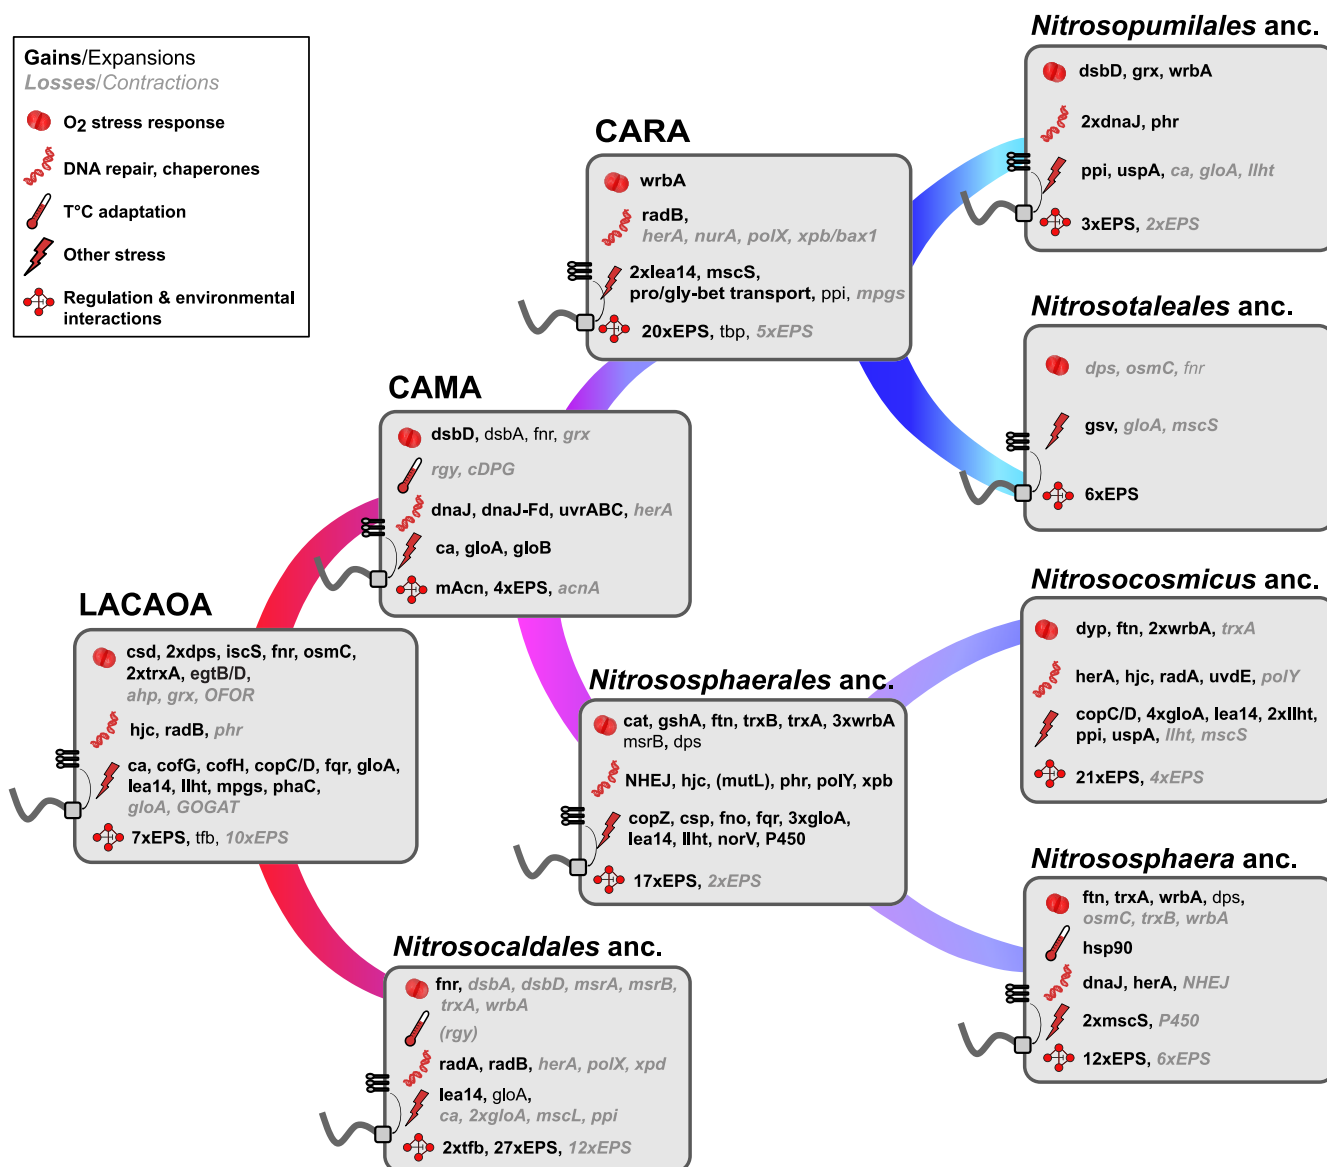 Gains/Expansions
Losses/Contractions
O2 stress response
DNA repair, chaperones
T°C adaptation
Other stress
Regulation & environmental
interactions
Nitrosopumilales anc.
dsbD, grx, wrbA
2xdnaJ, phr
ppi, uspA, ca, gloA, llht
3xEPS, 2xEPS
CARA
wrbA
radB,
herA, nurA, polX, xpb/bax1
2xlea14, mscS,
pro/gly-bet transport, ppi, mpgs
20xEPS, tbp, 5xEPS
Nitrosotaleales anc.
dps, osmC, fnr
gsv, gloA, mscS
6xEPS
CAMA
dsbD, dsbA, fnr, grx
rgy, cDPG
dnaJ, dnaJ-Fd, uvrABC, herA
ca, gloA, gloB
mAcn, 4xEPS, acnA
LACAOA
csd, 2xdps, iscS, fnr, osmC,
2xtrxA, egtB/D,
ahp, grx, OFOR
hjc, radB, phr
ca, cofG, cofH, copC/D, fqr, gloA,
lea14, llht, mpgs, phaC,
gloA, GOGAT
7xEPS, tfb, 10xEPS
Nitrosocosmicus anc.
dyp, ftn, 2xwrbA, trxA
herA, hjc, radA, uvdE, polY
copC/D, 4xgloA, lea14, 2xllht,
ppi, uspA, llht, mscS
21xEPS, 4xEPS
Nitrososphaerales anc.
cat, gshA, ftn, trxB, trxA, 3xwrbA
msrB, dps
NHEJ, hjc, (mutL), phr, polY, xpb
copZ, csp, fno, fqr, 3xgloA,
lea14, llht, norV, P450
17xEPS, 2xEPS
Nitrososphaera anc.
ftn, trxA, wrbA, dps,
osmC, trxB, wrbA
hsp90
dnaJ, herA, NHEJ
2xmscS, P450
12xEPS, 6xEPS
Nitrosocaldales anc.
fnr, dsbA, dsbD, msrA, msrB,
trxA, wrbA
(rgy)
radA, radB, herA, polX, xpd
lea14, gloA,
ca, 2xgloA, mscL, ppi
2xtfb, 27xEPS, 12xEPS